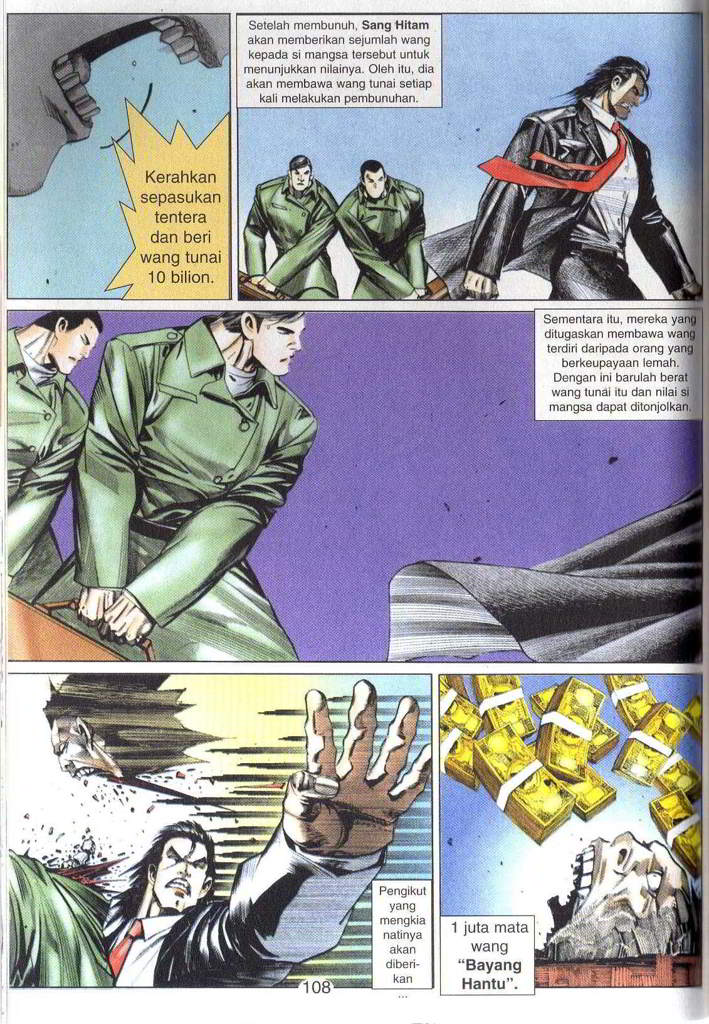 Kerahkan
sepasukan
tentera
dan beri
wang tunai
10 bilion.
Setelah membunuh, Sang Hitam
akan memberikan sejumlah wang
kepada si mangsa tersebut untuk
menunjukkan nilainya. Oleh itu, dia
akan membawa wang tunai setiap
kali melakukan pembunuhan.
Sementara itu, mereka yang
ditugaskan membawa wang
terdiri daripada orang yang
berkeupayaan lemah.
Dengan ini barulah berat
wang tunai itu dan nilai si
mangsa dapat ditonjolkan.
Pengikut
yang
mengkia
natinya
akan
diberi-
kan
...
1 juta mata
wang
“Bayang
Hantu”.
108